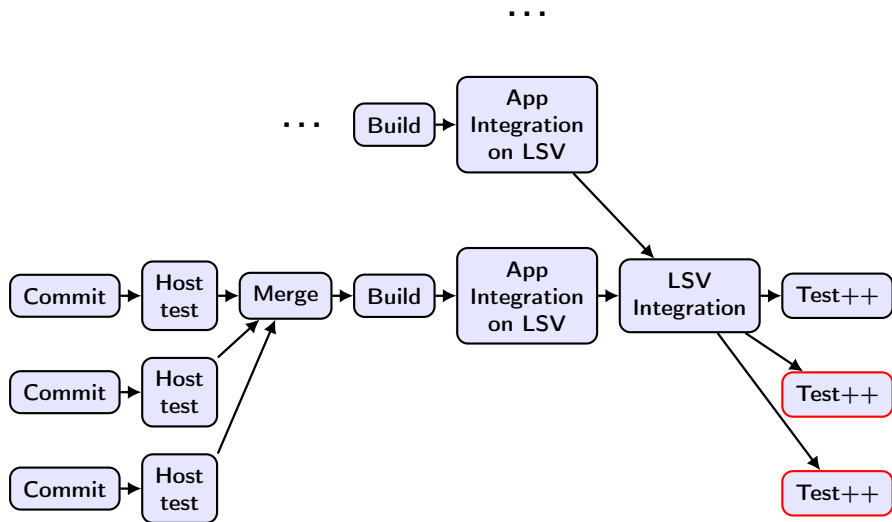 ...
... Build App
Integration
on LSV
Commit Host
test Merge Build App
Integration
on LSV LSV
Integration Test++
Commit Host
test Test++
Commit Host
test Test++